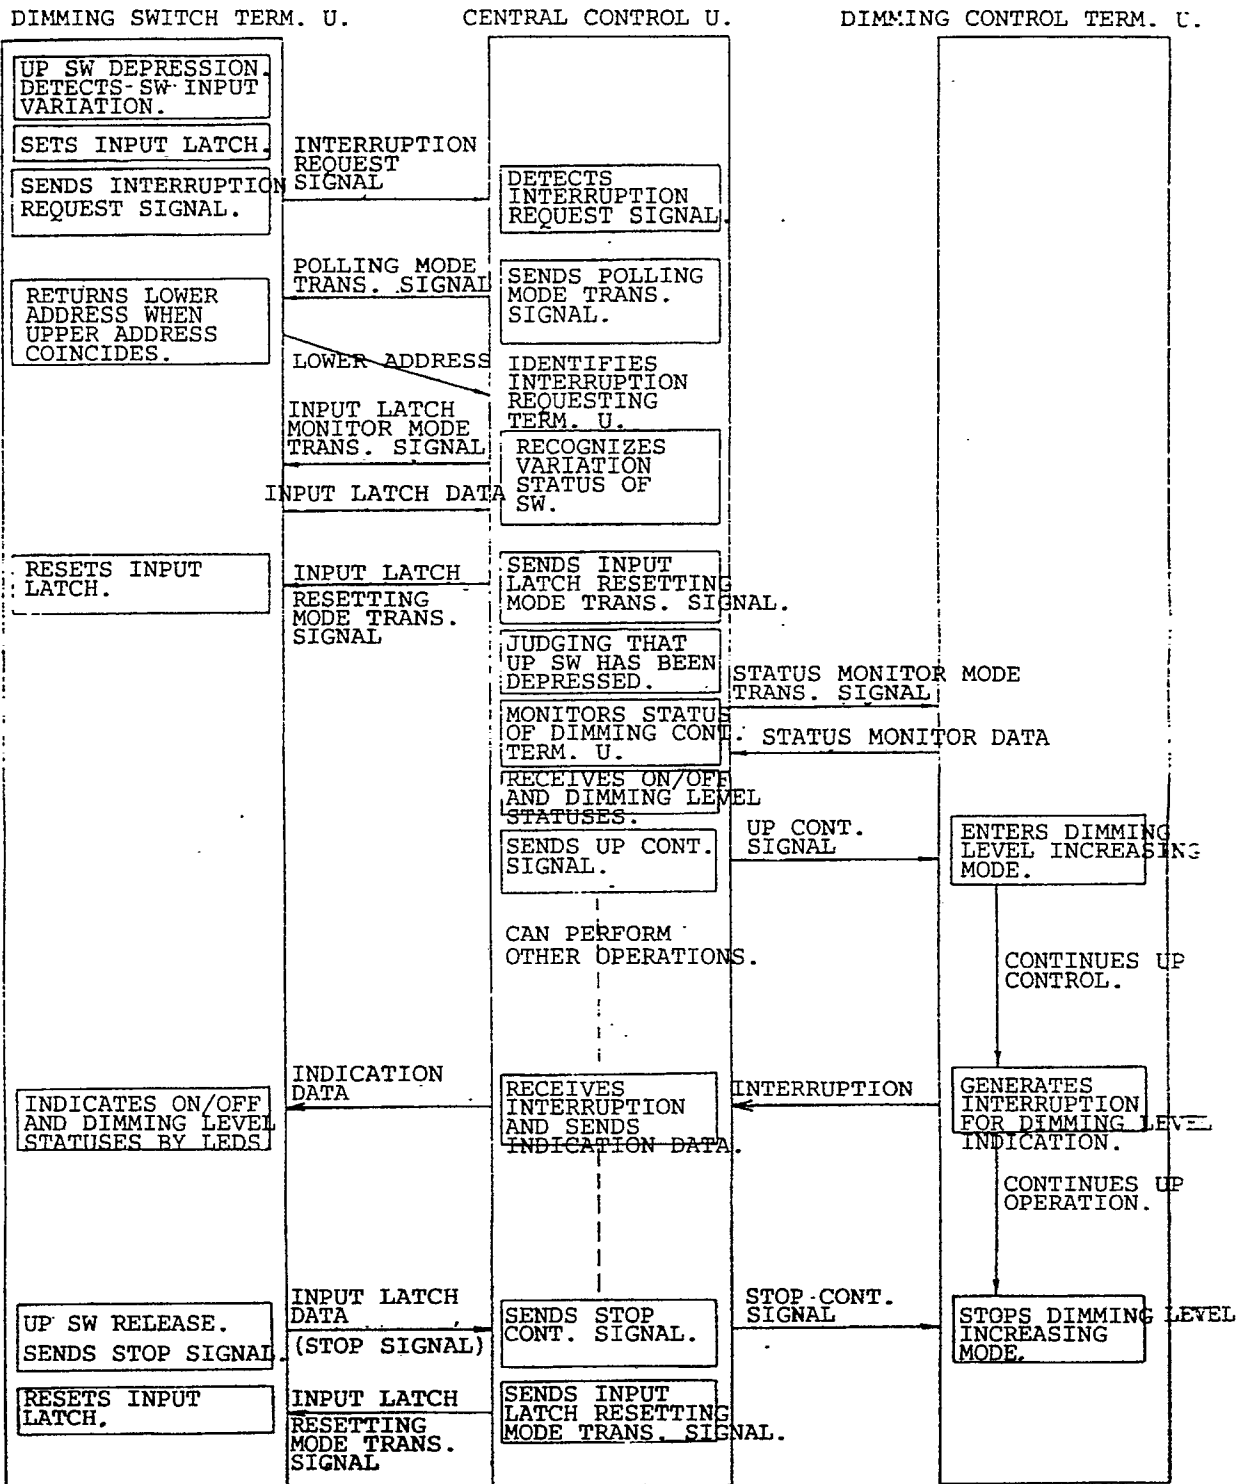 DIMMING SWITCH TERM. U.
CENTRAL CONTROL U.
DIMMING CONTROL TERM. U.
UP SW DEPRESSION.
DETECTS SW INPUT
VARIATION.
SETS INPUT LATCH.
SENDS INTERRUPTION
REQUEST SIGNAL.
INTERRUPTION
REQUEST
SIGNAL
DETECTS
INTERRUPTION
REQUEST SIGNAL.
POLLING MODE
TRANS. SIGNAL
SENDS POLLING
MODE TRANS.
SIGNAL.
RETURNS LOWER
ADDRESS WHEN
UPPER ADDRESS
COINCIDES.
LOWER ADDRESS
IDENTIFIES
INTERRUPTION
REQUESTING
TERM. U.
INPUT LATCH
MONITOR MODE
TRANS. SIGNAL
RECOGNIZES
VARIATION
STATUS OF
SW.
INPUT LATCH DATA
RESETS INPUT
LATCH.
INPUT LATCH
RESETTING
MODE TRANS.
SIGNAL
SENDS INPUT
LATCH RESETTING
MODE TRANS. SIGNAL.
JUDGING THAT
UP SW HAS BEEN
DEPRESSED.
STATUS MONITOR MODE
TRANS. SIGNAL
MONITORS STATUS
OF DIMMING CONT.
TERM. U.
STATUS MONITOR DATA
RECEIVES ON/OFF
AND DIMMING LEVEL
STATUSES.
SENDS UP CONT.
SIGNAL.
UP CONT.
SIGNAL
ENTERS DIMMING
LEVEL INCREASING
MODE.
CAN PERFORM
OTHER OPERATIONS.
CONTINUES UP
CONTROL.
INDICATES ON/OFF
AND DIMMING LEVEL
STATUSES BY LEDS
INDICATION
DATA
RECEIVES
INTERRUPTION
AND SENDS
INDICATION DATA.
INTERRUPTION
GENERATES
INTERRUPTION
FOR DIMMING LEVEL
INDICATION.
CONTINUES UP
OPERATION.
UP SW RELEASE.
SENDS STOP SIGNAL.
INPUT LATCH
DATA
(STOP SIGNAL)
SENDS STOP
CONT. SIGNAL.
STOP CONT.
SIGNAL
STOPS DIMMING LEVEL
INCREASING
MODE.
RESETS INPUT
LATCH.
INPUT LATCH
RESETTING
MODE TRANS.
SIGNAL
SENDS INPUT
LATCH RESETTING
MODE TRANS. SIGNAL.